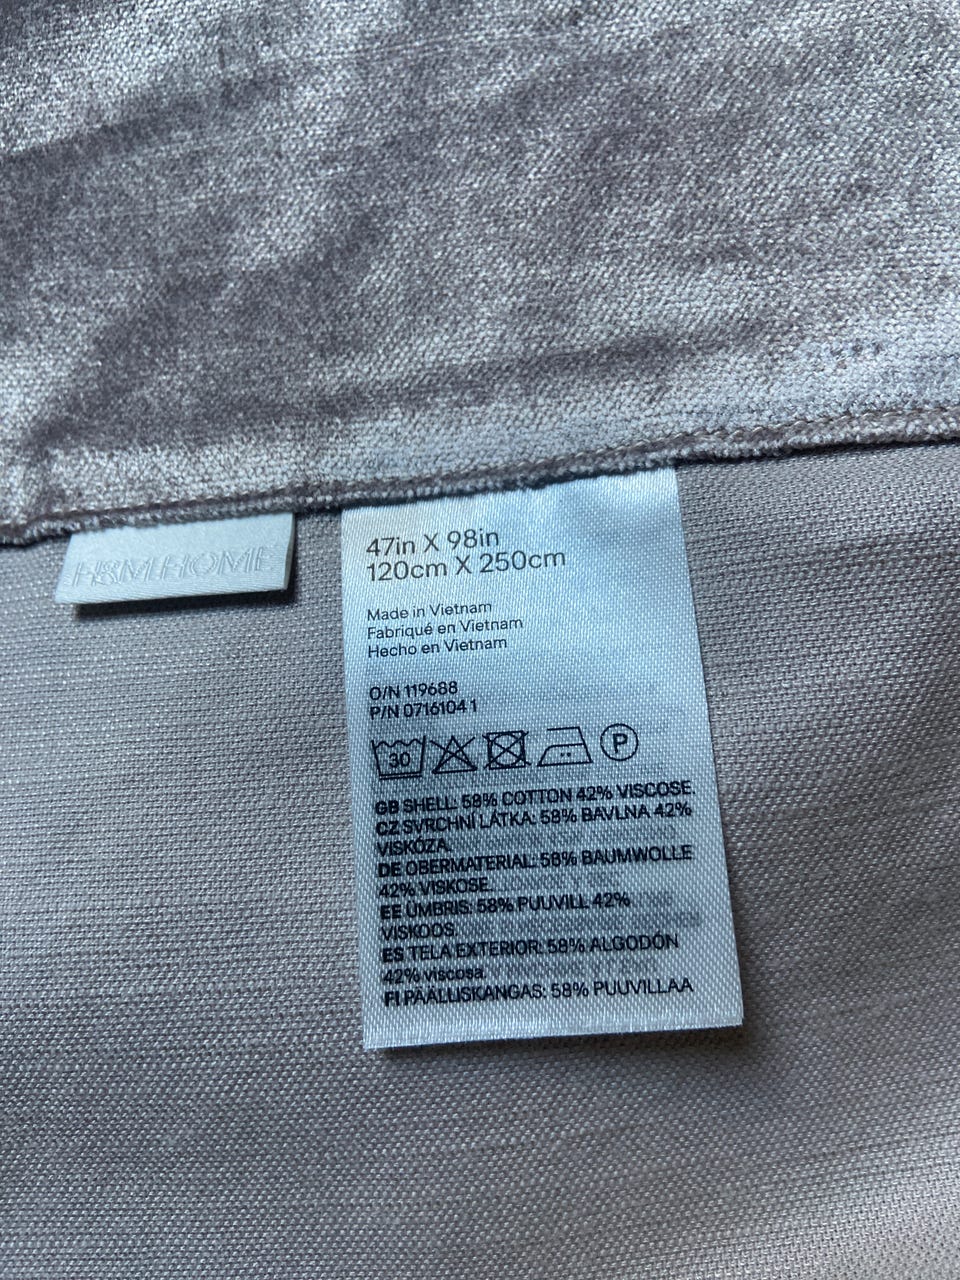 H&M HOME
47in X 98in
120cm X 250cm
Made in Vietnam
Fabriqué en Vietnam
Hecho en Vietnam
O/N 119688
P/N 0716104 1
30
P
GB SHELL: 58% COTTON 42% VISCOSE.
CZ SVRCHNÍ LÁTKA: 58% BAVLNA 42%
VISKÓZA.
DE OBERMATERIAL: 58% BAUMWOLLE
42% VISKOSE.
EE ÜMBRIS: 58% PUUVILL 42%
VISKOOS.
ES TELA EXTERIOR: 58% ALGODÓN
42% viscosa.
FI PÄÄLLISKANGAS: 58% PUUVILLAA